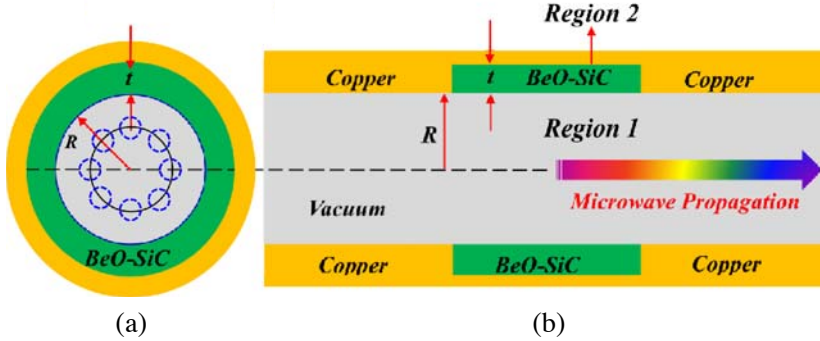 t
R
BeO-SiC
(a)
Region 2
Copper
t
BeO-SiC
Copper
R
Region 1
Vacuum
Microwave Propagation
Copper
BeO-SiC
Copper
(b)